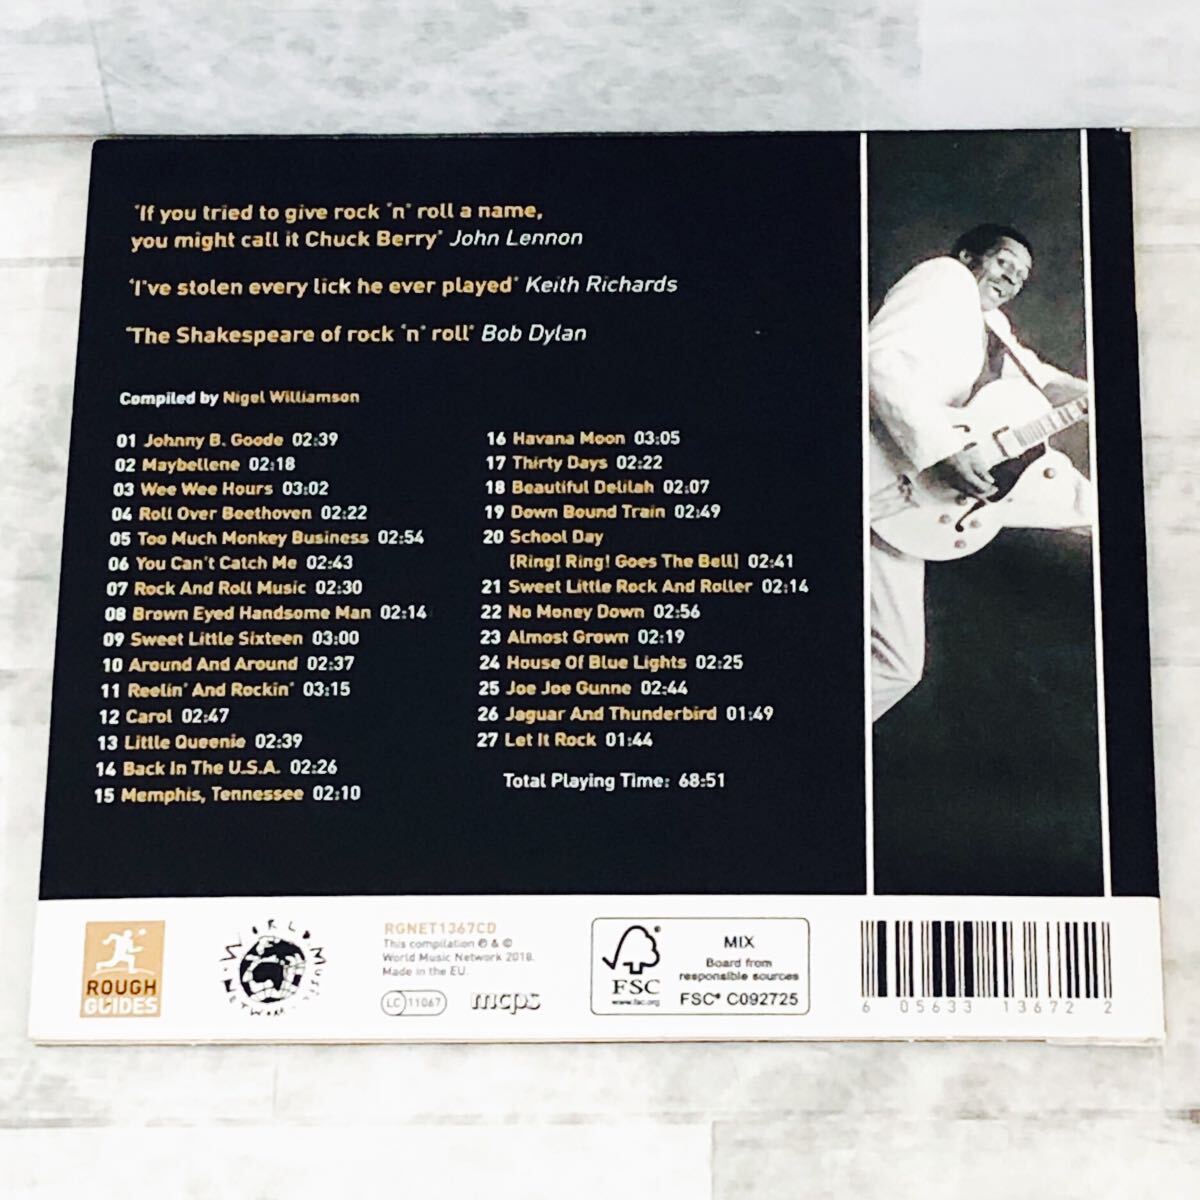 "If you tried to give rock 'n' roll a name,
you might call it Chuck Berry" John Lennon
"I've stolen every lick he ever played" Keith Richards
"The Shakespeare of rock 'n' roll" Bob Dylan
Compiled by Nigel Williamson
01 Johnny B. Goode 02:39
02 Maybellene 02:18
03 Wee Wee Hours 03:02
04 Roll Over Beethoven 02:22
05 Too Much Monkey Business 02:54
06 You Can't Catch Me 02:43
07 Rock And Roll Music 02:30
08 Brown Eyed Handsome Man 02:14
09 Sweet Little Sixteen 03:00
10 Around And Around 02:37
11 Reelin' And Rockin' 03:15
12 Carol 02:47
13 Little Queenie 02:39
14 Back In The U.S.A. 02:26
15 Memphis, Tennessee 02:10
16 Havana Moon 03:05
17 Thirty Days 02:22
18 Beautiful Delilah 02:07
19 Down Bound Train 02:49
20 School Day
(Ring! Ring! Goes The Bell) 02:41
21 Sweet Little Rock And Roller 02:14
22 No Money Down 02:56
23 Almost Grown 02:19
24 House Of Blue Lights 02:25
25 Joe Joe Gunne 02:44
26 Jaguar And Thunderbird 01:49
27 Let It Rock 01:44
Total Playing Time: 68:51
ROUGH
GUIDES
WORLD MUSIC NETWORK
RGNET1367CD
This compilation ℗ & ©
World Music Network 2018.
Made in the EU.
LC 11067
mcps
FSC
www.fsc.org
MIX
Board from
responsible sources
FSC® C092725
6 05633 13672 2